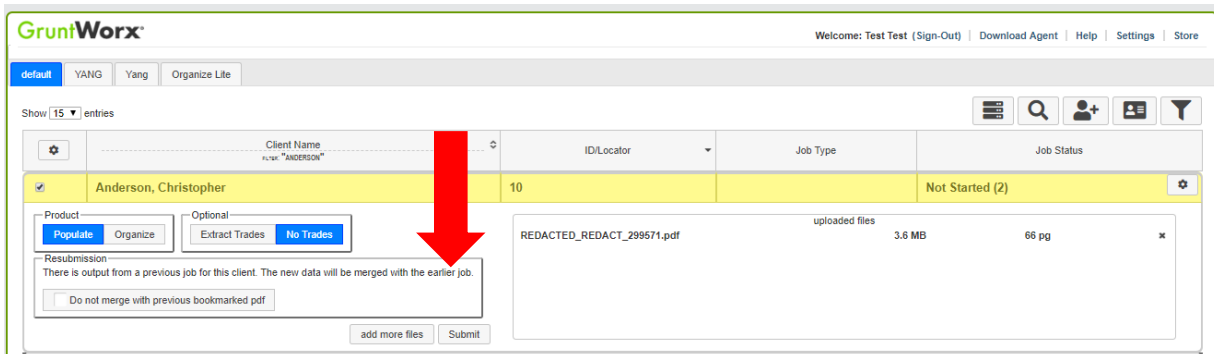 GruntWorx
Welcome: Test Test (Sign-Out) | Download Agent | Help | Settings | Store
default YANG Yang Organize Lite
Show 15 entries
Client Name ID/Locator Job Type Job Status
FILTER: "ANDERSON"
Anderson, Christopher 10 Not Started (2)
Product Optional uploaded files
Populate Organize Extract Trades No Trades REDACTED_REDACT_299571.pdf 3.6 MB 66 pg
Resubmission
There is output from a previous job for this client. The new data will be merged with the earlier job.
Do not merge with previous bookmarked pdf
add more files Submit